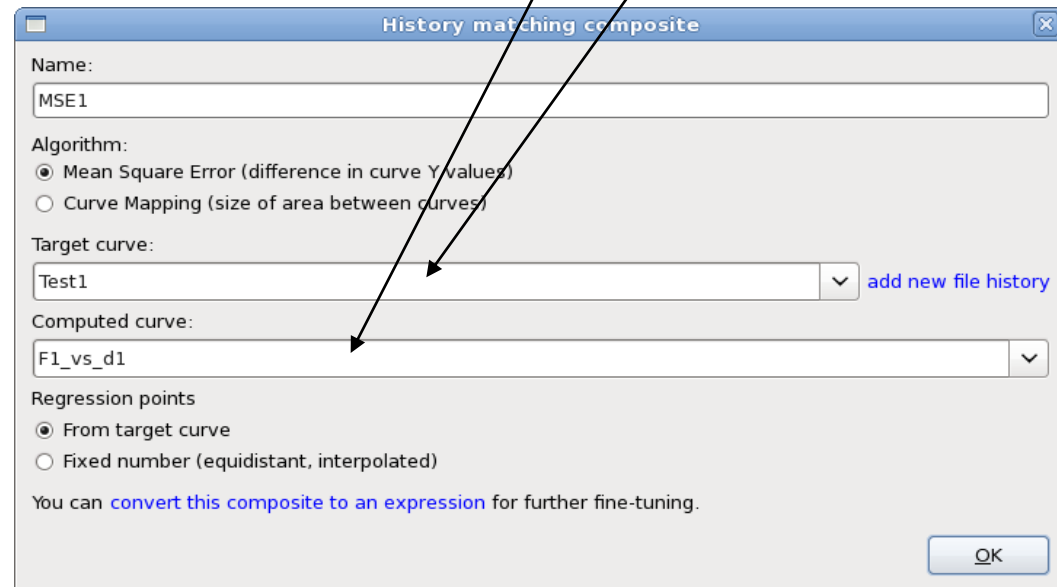 History matching composite
Name:
MSE1
Algorithm:
Mean Square Error (difference in curve Y values)
Curve Mapping (size of area between curves)
Target curve:
Test1 add new file history
Computed curve:
F1_vs_d1
Regression points
From target curve
Fixed number (equidistant, interpolated)
You can convert this composite to an expression for further fine-tuning.
OK